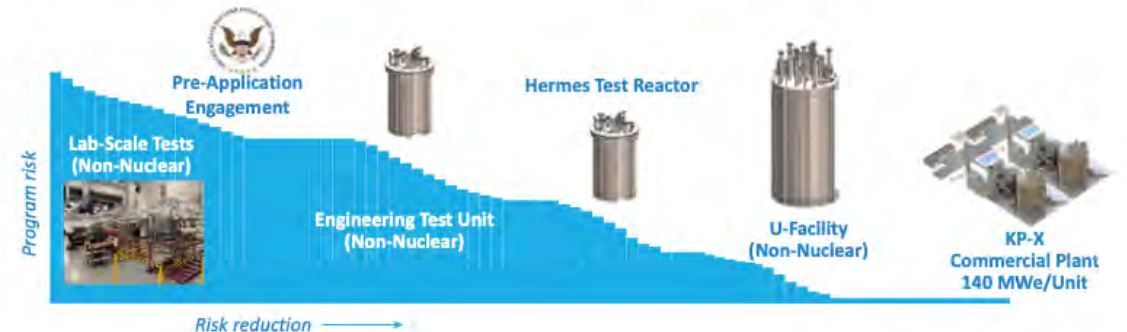 Pre-Application
Engagement
Hermes Test Reactor
Lab-Scale Tests
(Non-Nuclear)
Program risk
Engineering Test Unit
(Non-Nuclear)
U-Facility
(Non-Nuclear)
KP-X
Commercial Plant
140 MWe/Unit
Risk reduction